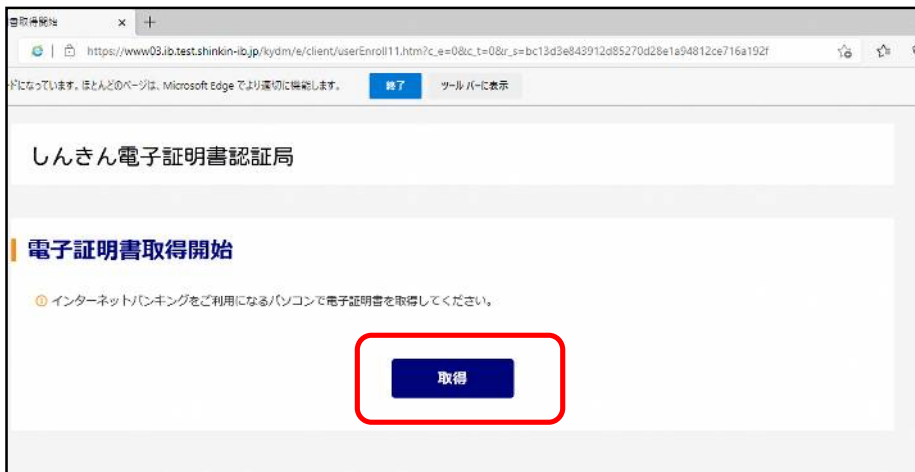 書取得開始
https://www03.ib.test.shinkin-ib.jp/kydm/e/client/userEnroll11.htm?c_e=0&c_t=0&r_s=bc13d3e843912d85270d28e1a94812ce716a192f
ドになっています。ほとんどのページは、Microsoft Edge でより適切に機能します。 終了 ツール バーに表示
しんきん電子証明書認証局
電子証明書取得開始
インターネットバンキングをご利用になるパソコンで電子証明書を取得してください。
取得